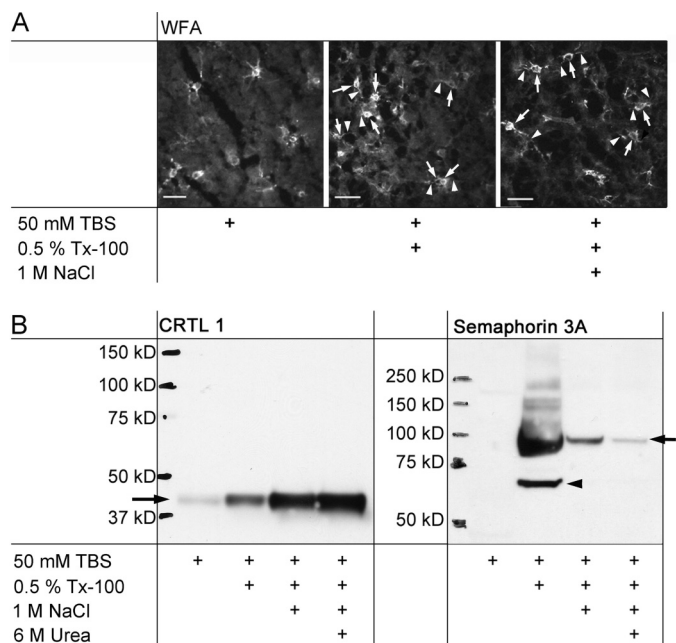 A
WFA
50 mM TBS + + +
0.5 % Tx-100 + +
1 M NaCl +
B
CRTL 1
150 kD
100 kD
75 kD
50 kD
37 kD
Semaphorin 3A
250 kD
150 kD
100 kD
75 kD
50 kD
50 mM TBS + + + + + + + +
0.5 % Tx-100 + + + + + +
1 M NaCl + + + +
6 M Urea + +